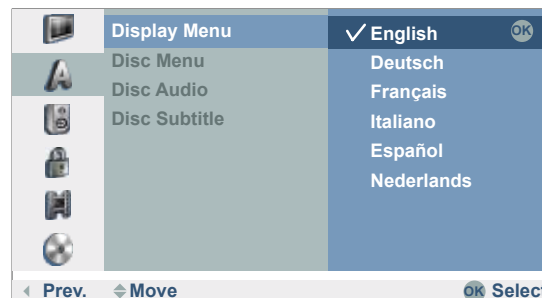 Display Menu
Disc Menu
Disc Audio
Disc Subtitle
English OK
Deutsch
Français
Italiano
Español
Nederlands
Prev. Move OK Select